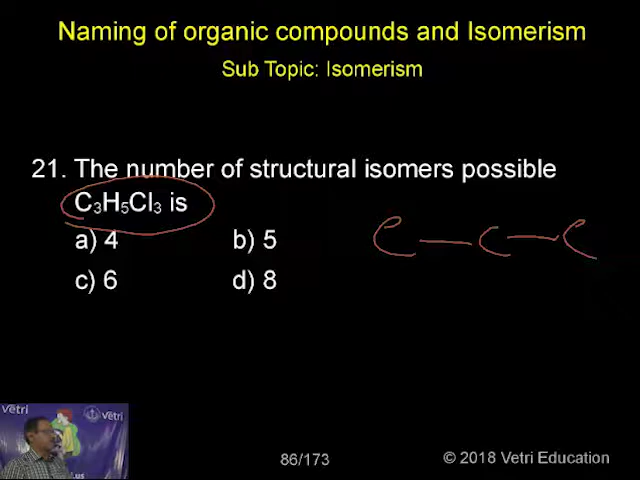 Naming of organic compounds and Isomerism
Sub Topic: Isomerism
21. The number of structural isomers possible
C₃H₅Cl₃ is
a) 4 b) 5
c) 6 d) 8
C — C — C
Vetri Vetri
86/173 © 2018 Vetri Education